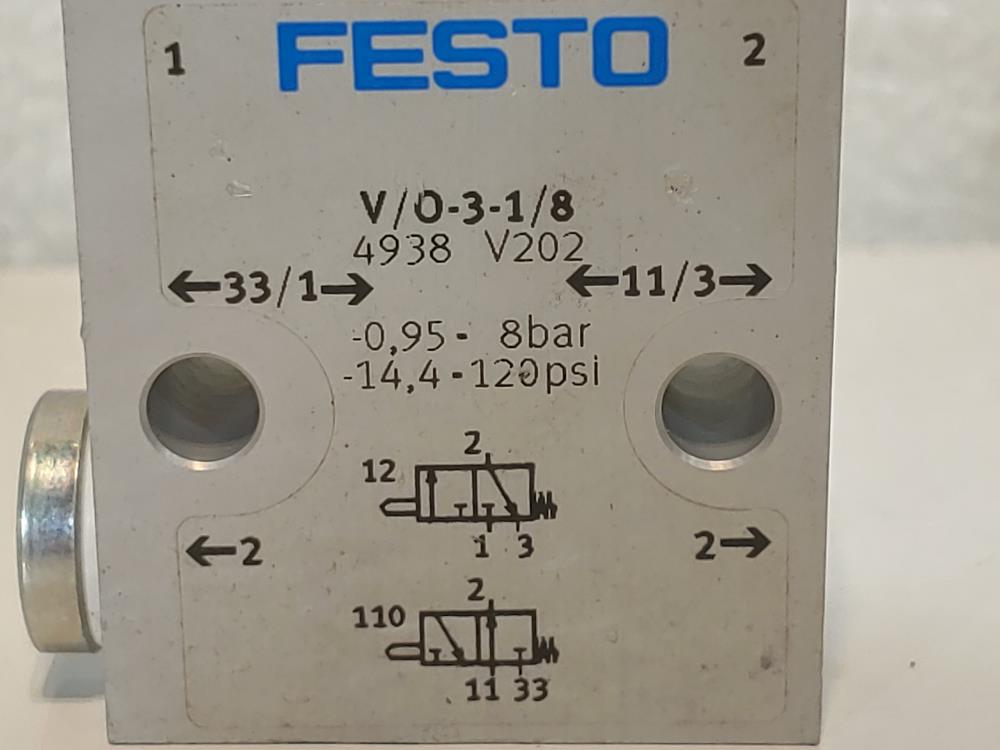 1 FESTO 2
V/O-3-1/8
4938 V202
←33/1→ ←11/3→
-0,95- 8bar
-14,4-120psi
2
12
1 3
←2 2→
2
110
11 33